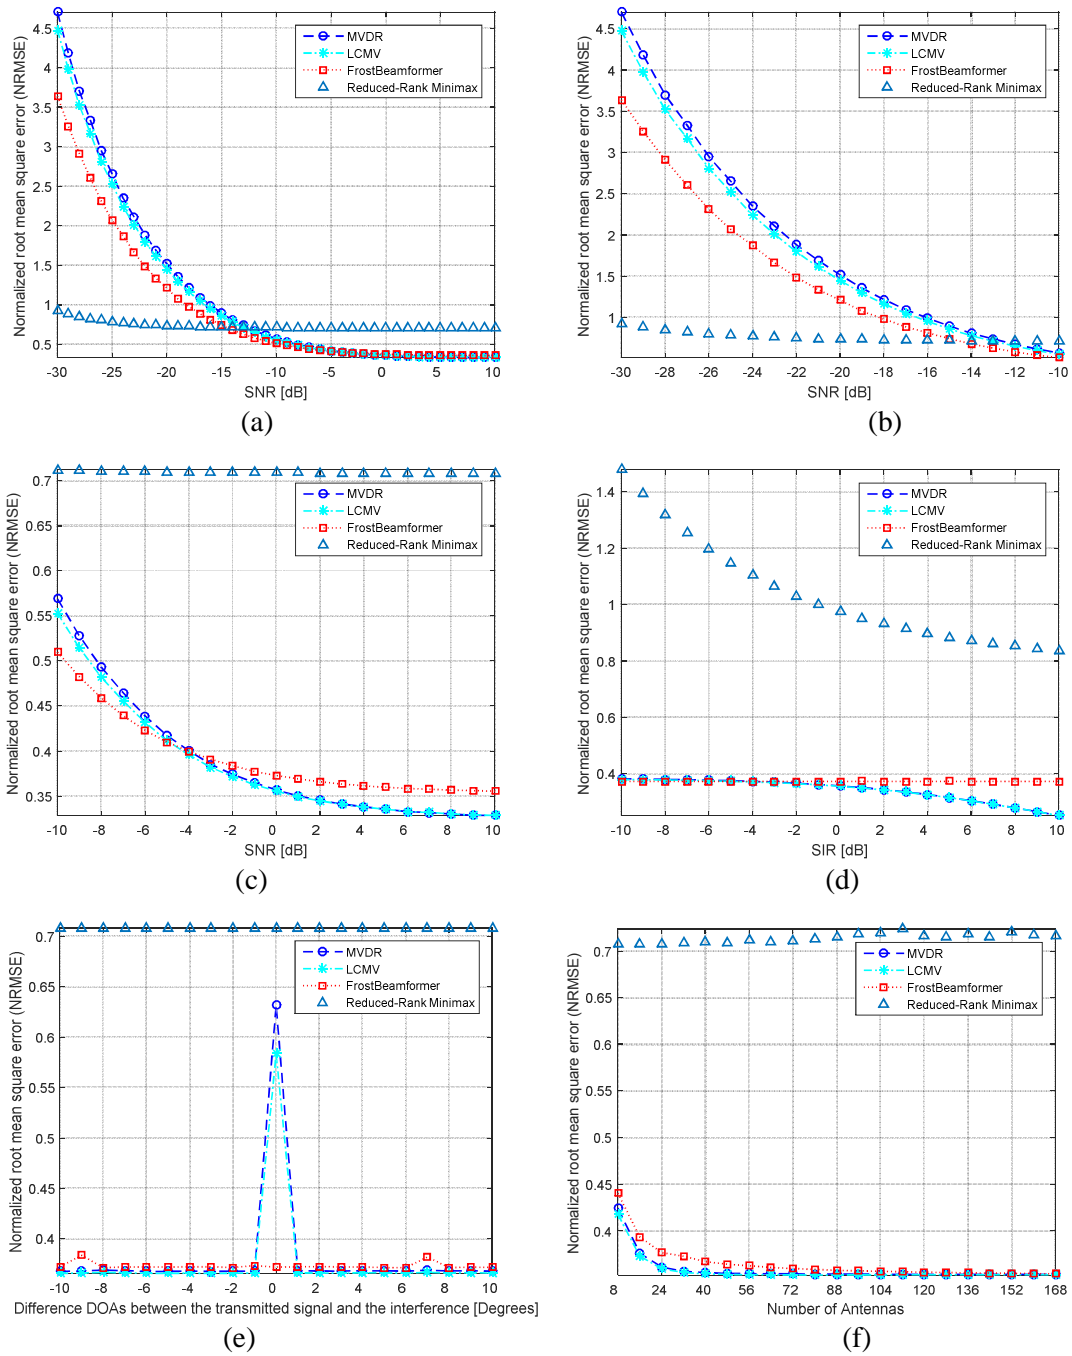 Normalized root mean square error (NRMSE)
4.5
4
3.5
3
2.5
2
1.5
1
0.5
MVDR
LCMV
FrostBeamformer
Reduced-Rank Minimax
-30 -25 -20 -15 -10 -5 0 5 10
SNR [dB]
(a)
Normalized root mean square error (NRMSE)
4.5
4
3.5
3
2.5
2
1.5
1
MVDR
LCMV
FrostBeamformer
Reduced-Rank Minimax
-30 -28 -26 -24 -22 -20 -18 -16 -14 -12 -10
SNR [dB]
(b)
Normalized root mean square error (NRMSE)
0.7
0.65
0.6
0.55
0.5
0.45
0.4
0.35
MVDR
LCMV
FrostBeamformer
Reduced-Rank Minimax
-10 -8 -6 -4 -2 0 2 4 6 8 10
SNR [dB]
(c)
Normalized root mean square error (NRMSE)
1.4
1.2
1
0.8
0.6
0.4
MVDR
LCMV
FrostBeamformer
Reduced-Rank Minimax
-10 -8 -6 -4 -2 0 2 4 6 8 10
SIR [dB]
(d)
Normalized root mean square error (NRMSE)
0.7
0.65
0.6
0.55
0.5
0.45
0.4
MVDR
LCMV
FrostBeamformer
Reduced-Rank Minimax
-10 -8 -6 -4 -2 0 2 4 6 8 10
Difference DOAs between the transmitted signal and the interference [Degrees]
(e)
Normalized root mean square error (NRMSE)
0.7
0.65
0.6
0.55
0.5
0.45
0.4
MVDR
LCMV
FrostBeamformer
Reduced-Rank Minimax
8 24 40 56 72 88 104 120 136 152 168
Number of Antennas
(f)